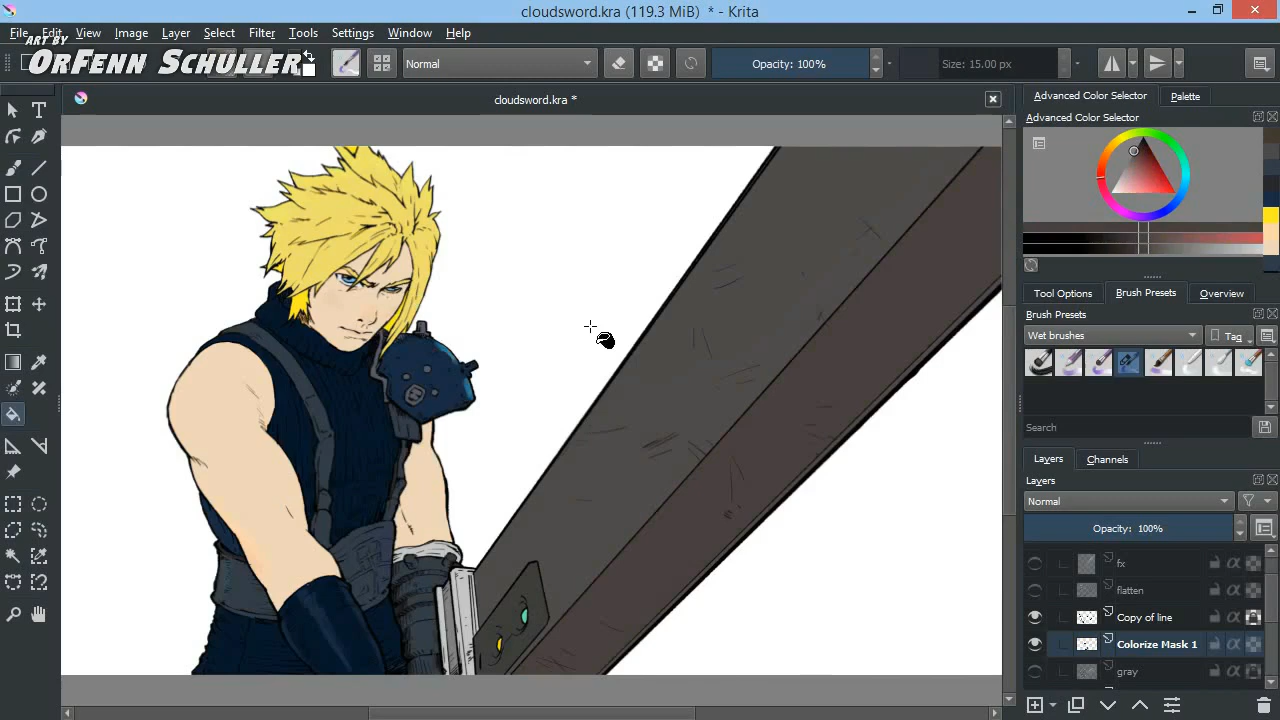 cloudsword.kra (119.3 MiB) * - Krita
File Edit View Image Layer Select Filter Tools Settings Window Help
ART BY
ORFENN SCHULLER
Normal
Opacity: 100%
Size: 15.00 px
cloudsword.kra *
Advanced Color Selector
Palette
Advanced Color Selector
Tool Options
Brush Presets
Overview
Brush Presets
Wet brushes
Tag
Search
Layers
Channels
Layers
Normal
Opacity: 100%
fx
flatten
Copy of line
Colorize Mask 1
gray